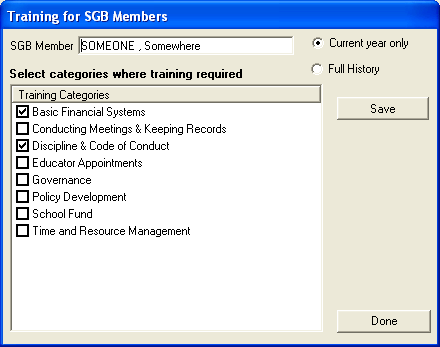 Training for SGB Members
SGB Member SOMEONE , Somewhere
Current year only
Full History
Select categories where training required
Training Categories
Basic Financial Systems
Conducting Meetings & Keeping Records
Discipline & Code of Conduct
Educator Appointments
Governance
Policy Development
School Fund
Time and Resource Management
Save
Done